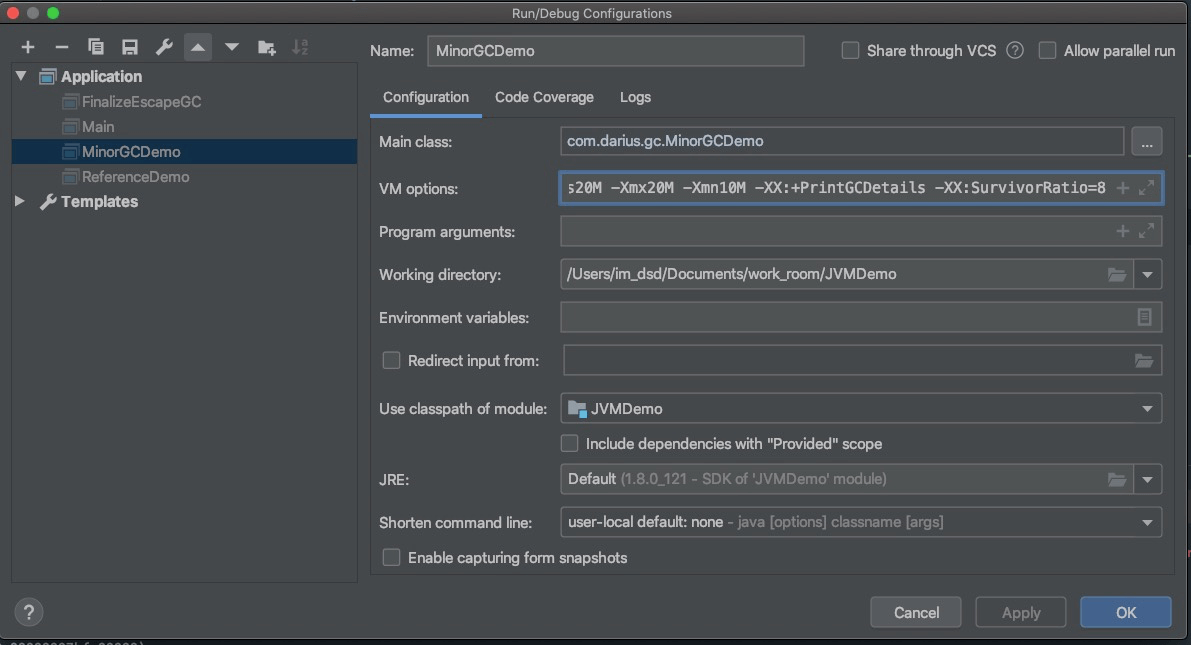 Run/Debug Configurations
Name: MinorGCDemo
Share through VCS ?
Allow parallel run
Application
FinalizeEscapeGC
Main
MinorGCDemo
ReferenceDemo
Templates
Configuration Code Coverage Logs
Main class: com.darius.gc.MinorGCDemo ...
VM options: s20M -Xmx20M -Xmn10M -XX:+PrintGCDetails -XX:SurvivorRatio=8
Program arguments:
Working directory: /Users/im_dsd/Documents/work_room/JVMDemo
Environment variables:
Redirect input from:
Use classpath of module: JVMDemo
Include dependencies with "Provided" scope
JRE: Default (1.8.0_121 - SDK of 'JVMDemo' module)
Shorten command line: user-local default: none - java [options] classname [args]
Enable capturing form snapshots
? Cancel Apply OK